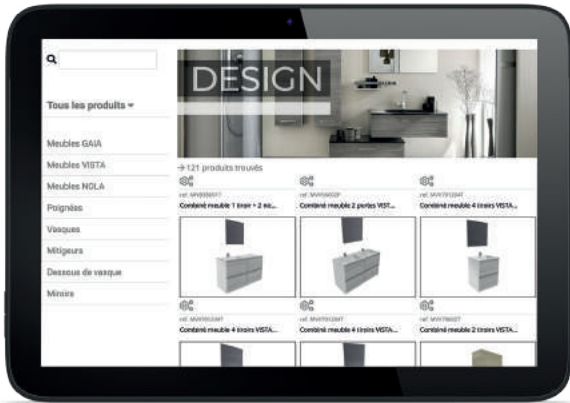 DESIGN
Tous les produits
Meubles GAIA
Meubles VISTA
Meubles NOLA
Poignées
Vasques
Mitigeurs
Dessous de vasque
Miroirs
→ 121 produits trouvés
Combiné meuble 1 tiroir + 2
Combiné meuble 2 portes VIST...
Combiné meuble 4 tiroirs VISTA...
Combiné meuble 4 tiroirs VISTA...
Combiné meuble 4 tiroirs VISTA...
Combiné meuble 2 tiroirs VISTA...